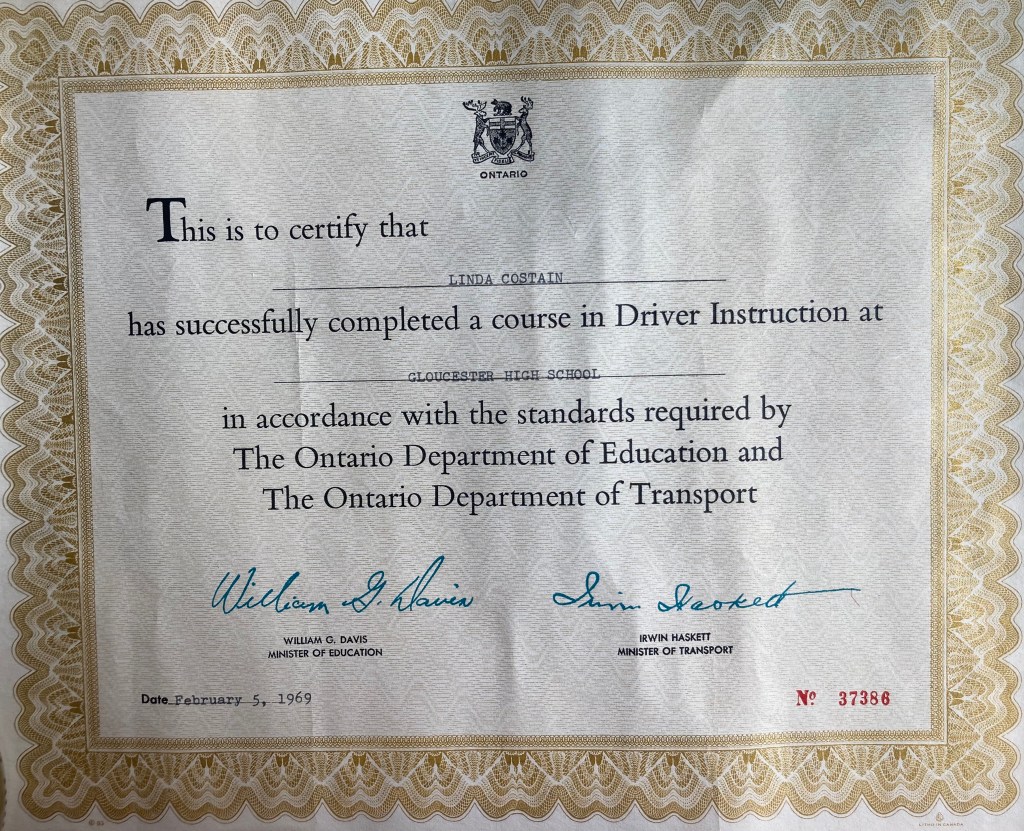 ONTARIO
This is to certify that
LINDA COSTAIN
has successfully completed a course in Driver Instruction at
GLOUCESTER HIGH SCHOOL
in accordance with the standards required by
The Ontario Department of Education and
The Ontario Department of Transport
William G. Davis Irwin Haskett
WILLIAM G. DAVIS IRWIN HASKETT
MINISTER OF EDUCATION MINISTER OF TRANSPORT
Date February 5, 1969 Nº 37386
LITHO IN CANADA